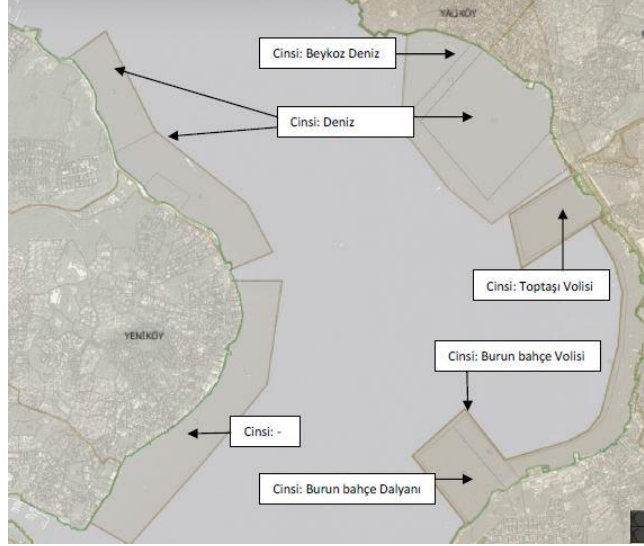 YALIKÖY
Cinsi: Beykoz Deniz
Cinsi: Deniz
Cinsi: Toptaşı Volisi
YENİKÖY
Cinsi: Burun bahçe Volisi
Cinsi: -
Cinsi: Burun bahçe Dalyanı